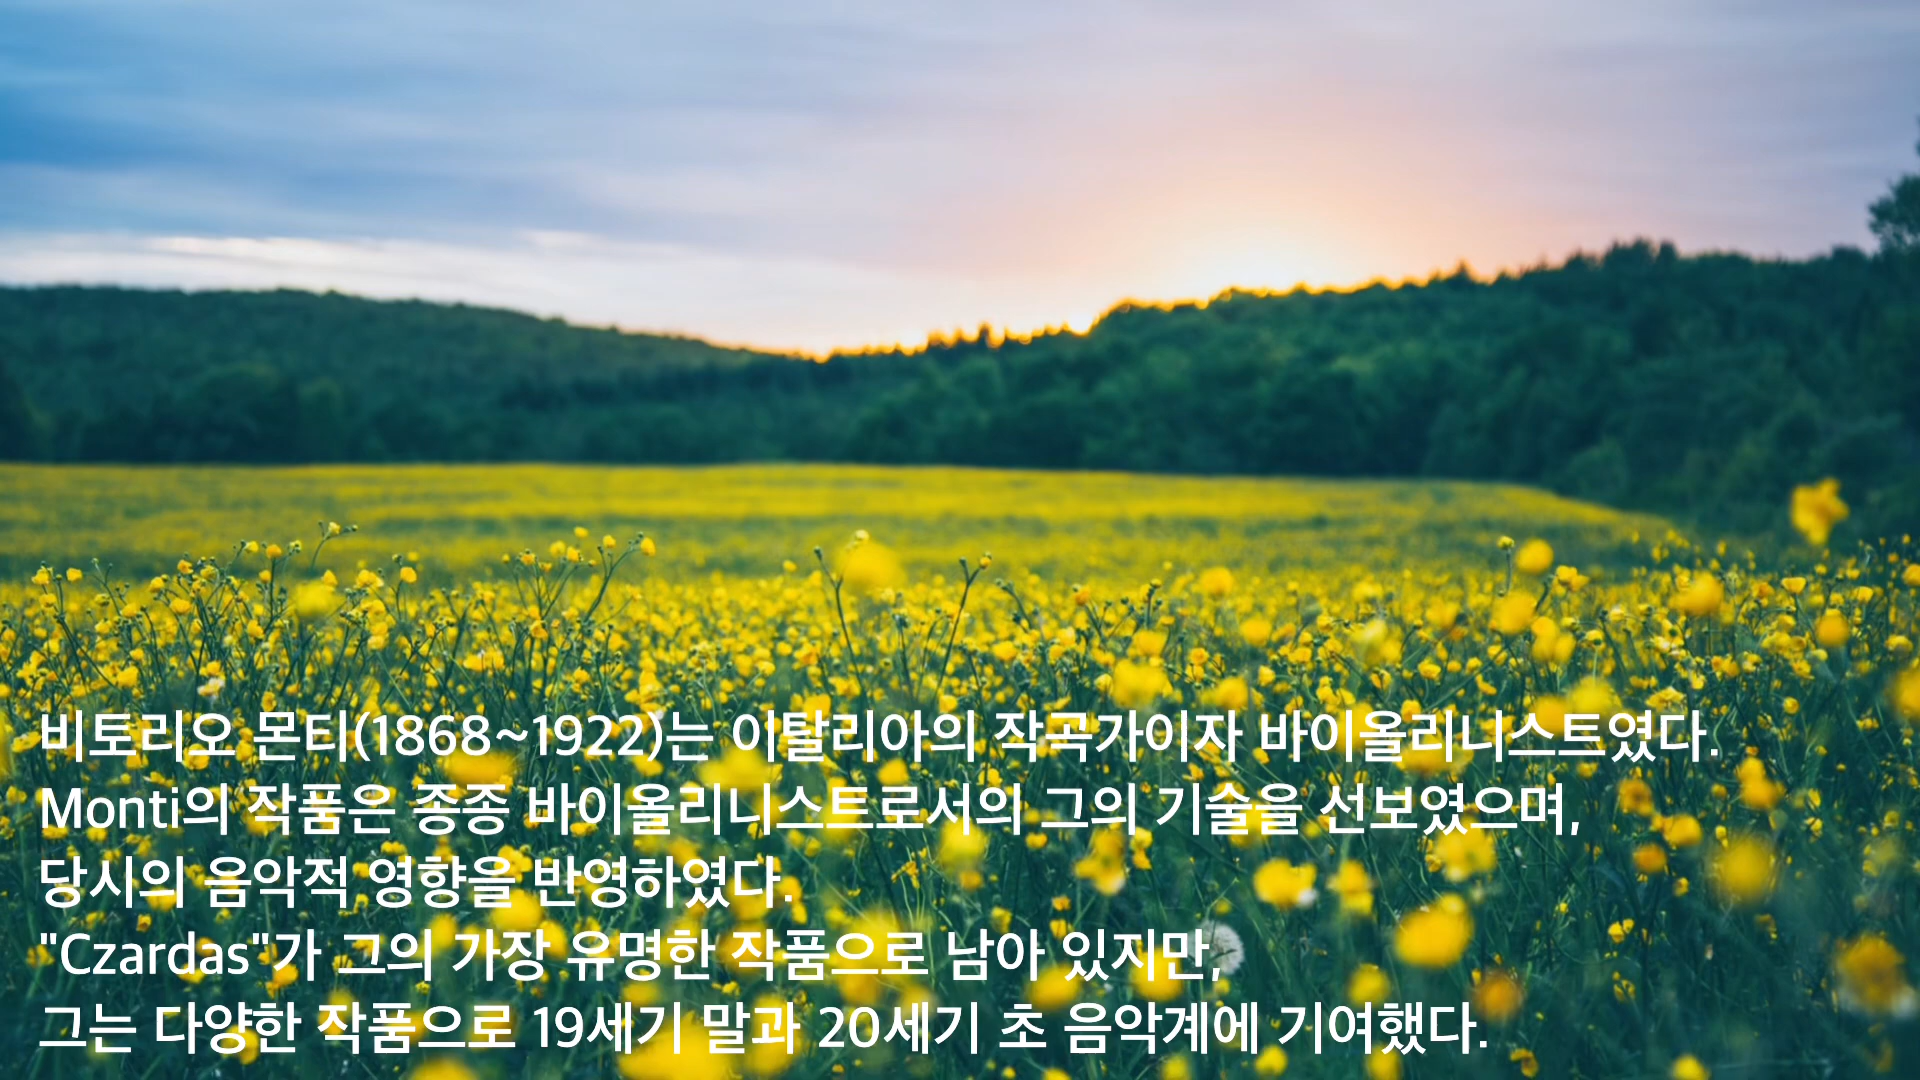 비토리오 몬티(1868~1922)는 이탈리아의 작곡가이자 바이올리니스트였다.
Monti의 작품은 종종 바이올리니스트로서의 그의 기술을 선보였으며,
당시의 음악적 영향을 반영하였다.
"Czardas"가 그의 가장 유명한 작품으로 남아 있지만,
그는 다양한 작품으로 19세기 말과 20세기 초 음악계에 기여했다.